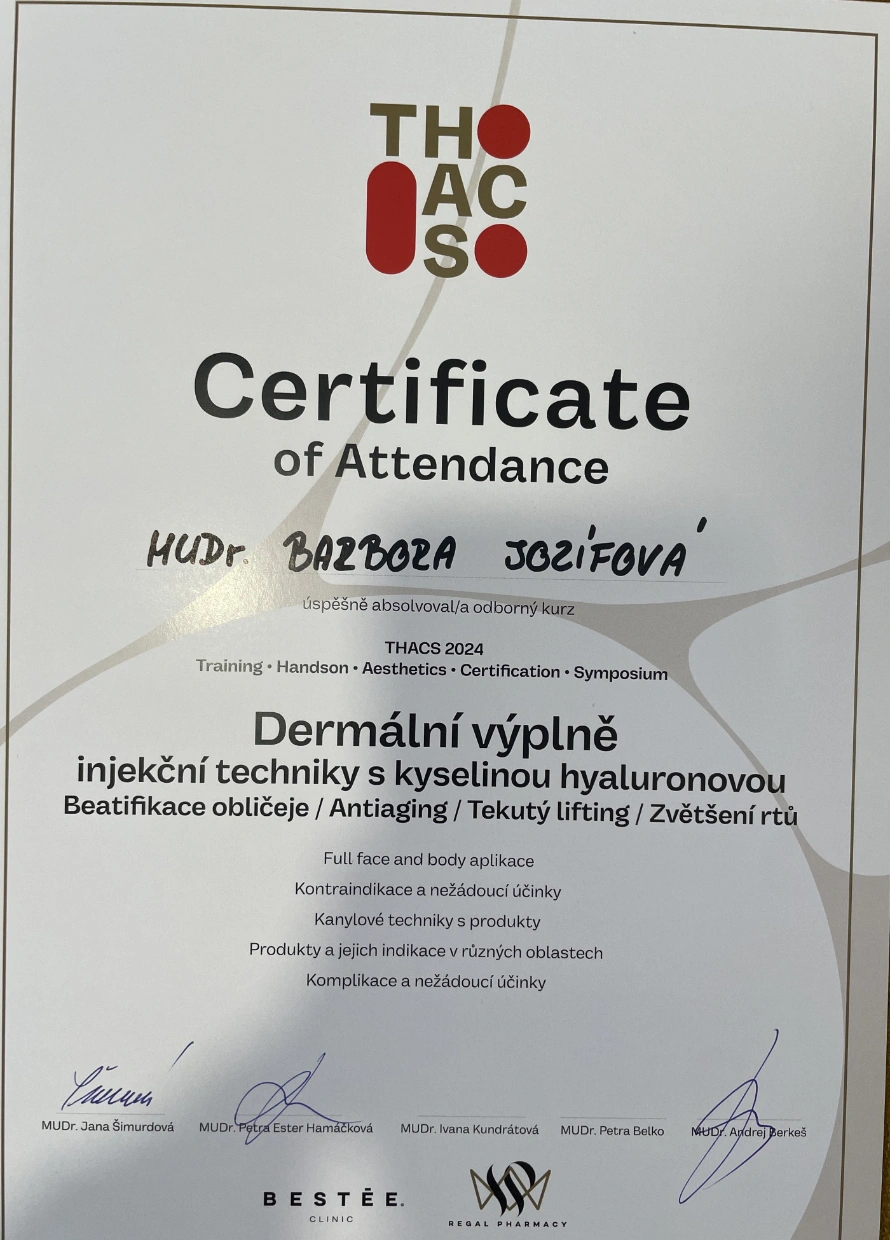 TH
AC
S
Certificate
of Attendance
MUDr. BARBORA JOZÍFOVÁ
úspěšně absolvoval/a odborný kurz
THACS 2024
Training • Handson • Aesthetics • Certification • Symposium
Dermální výplně
injekční techniky s kyselinou hyaluronovou
Beatifikace obličeje / Antiaging / Tekutý lifting / Zvětšení rtů
Full face and body aplikace
Kontraindikace a nežádoucí účinky
Kanylové techniky s produkty
Produkty a jejich indikace v různých oblastech
Komplikace a nežádoucí účinky
MUDr. Jana Šimurdová MUDr. Petra Ester Hamáčková MUDr. Ivana Kundrátová MUDr. Petra Belko MUDr. Andrej Berkeš
BESTĒE.
CLINIC
REGAL PHARMACY